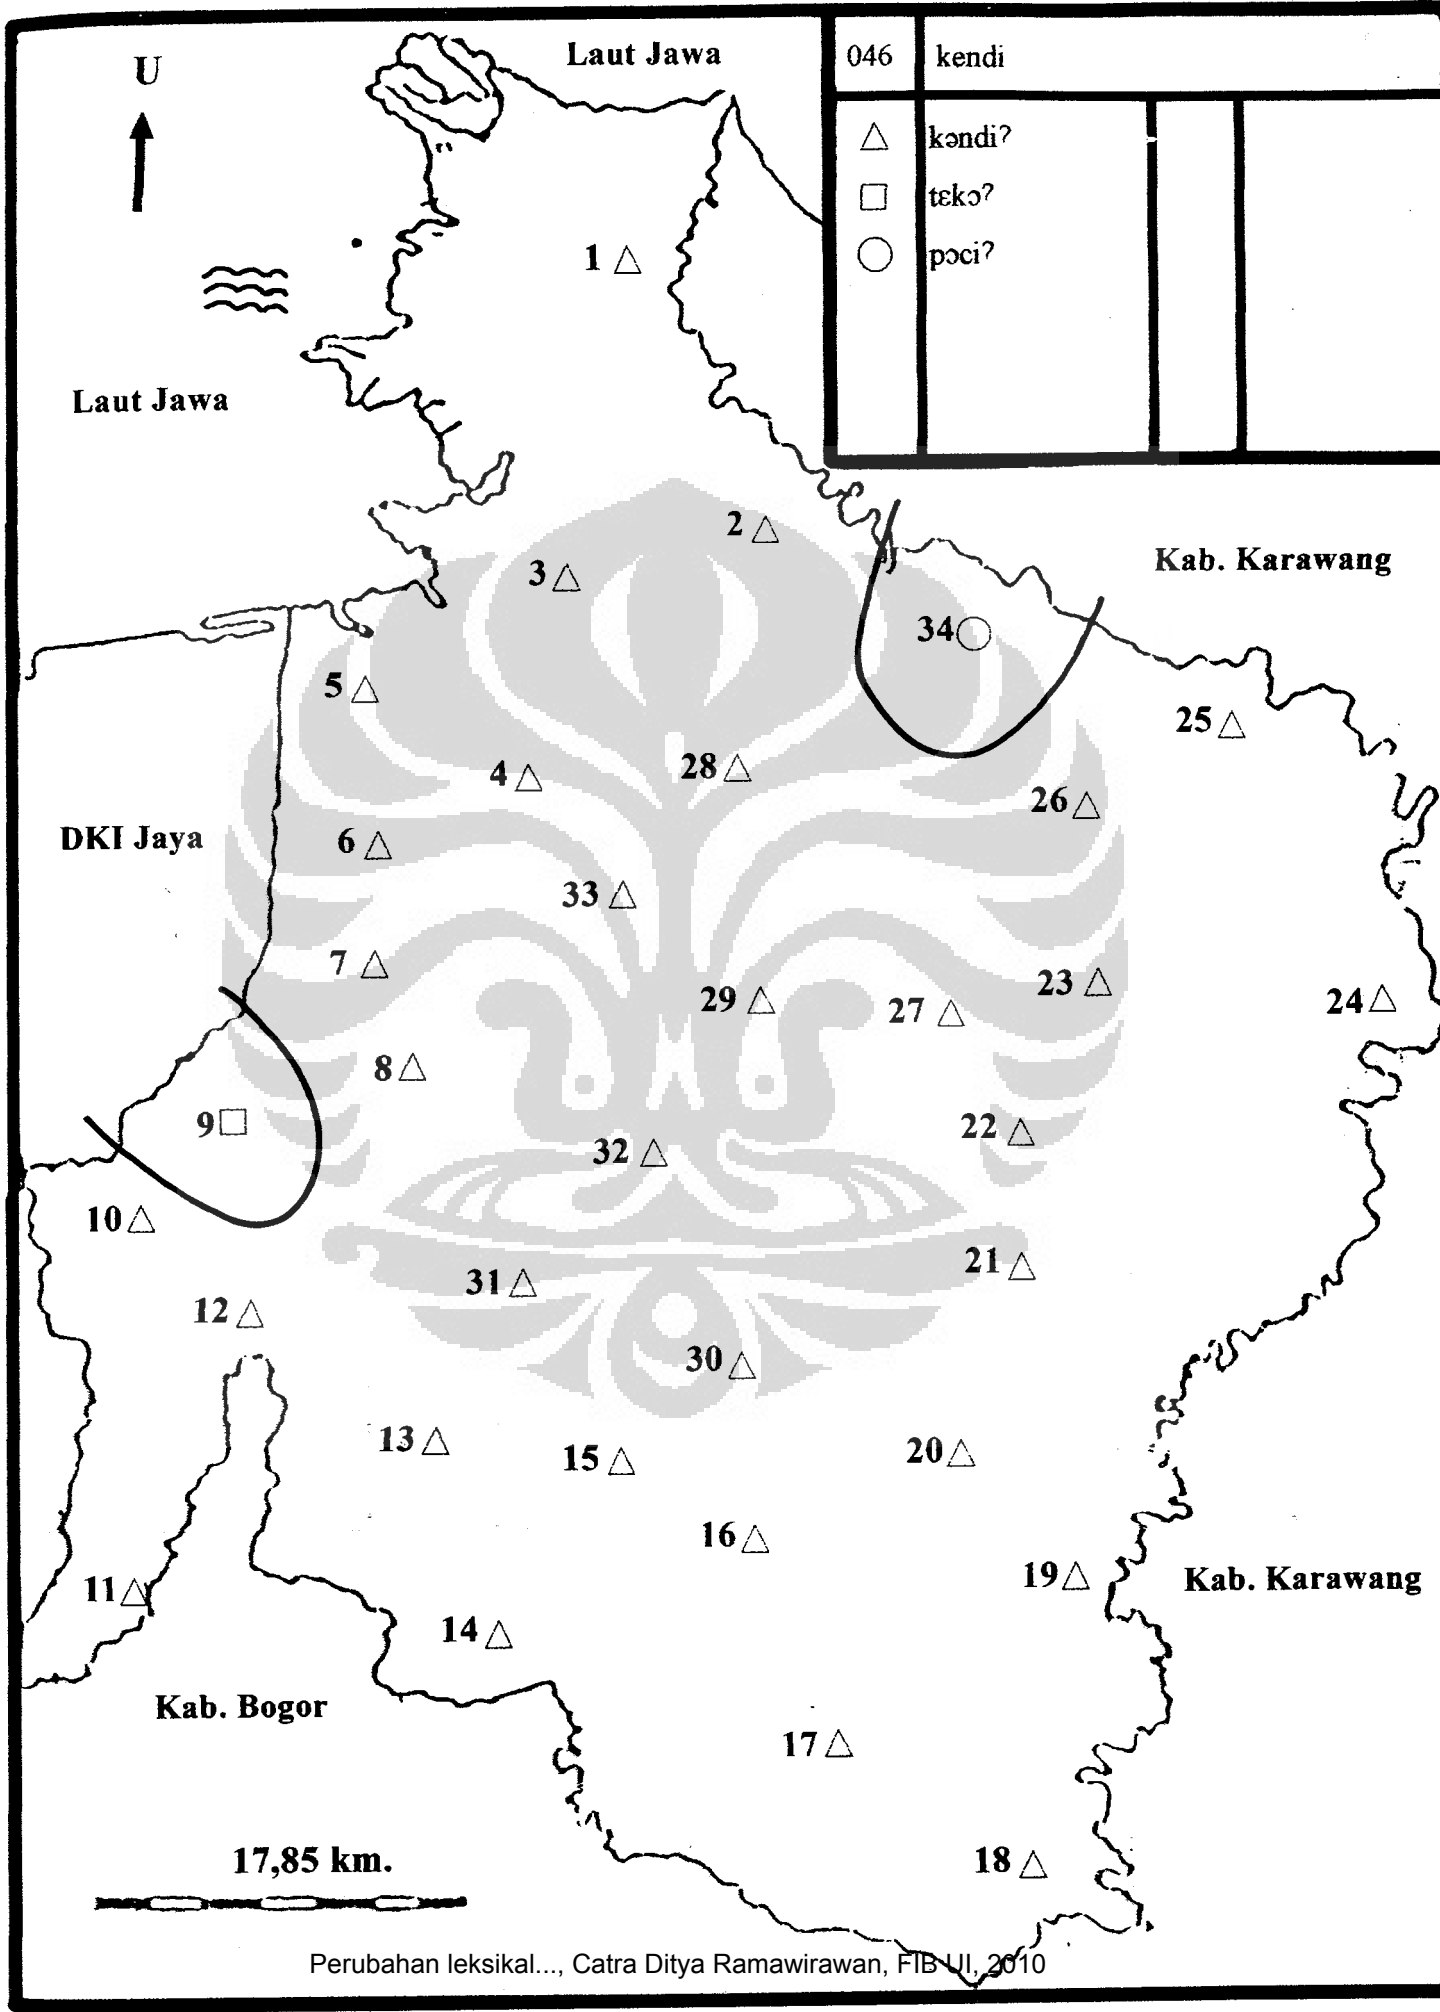 U
Laut Jawa
046 kendi
△ kəndi?
□ tɛkɔ?
○ pɔci?
1
Laut Jawa
2
3
Kab. Karawang
34
5
25
4
28
26
DKI Jaya
6
33
7
23
29
27
24
8
9
22
32
10
21
31
12
30
13
15
20
16
19
Kab. Karawang
11
14
Kab. Bogor
17
17,85 km.
18
Perubahan leksikal..., Catra Ditya Ramawirawan, FIB UI, 2010